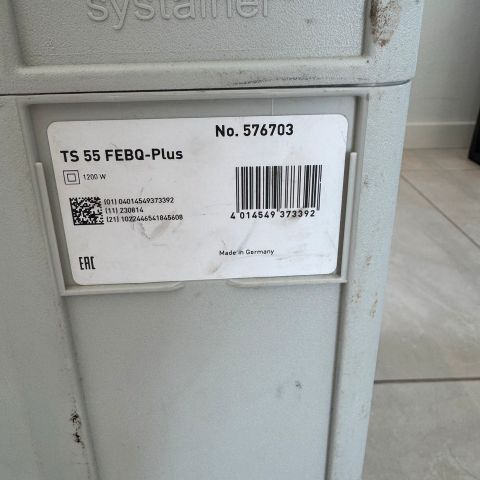 systainer
No. 576703
TS 55 FEBQ-Plus
1200 W
(01) 04014549373392
(11) 230814
(21) 1022446541845608
4 014549 373392
EAC
Made in Germany